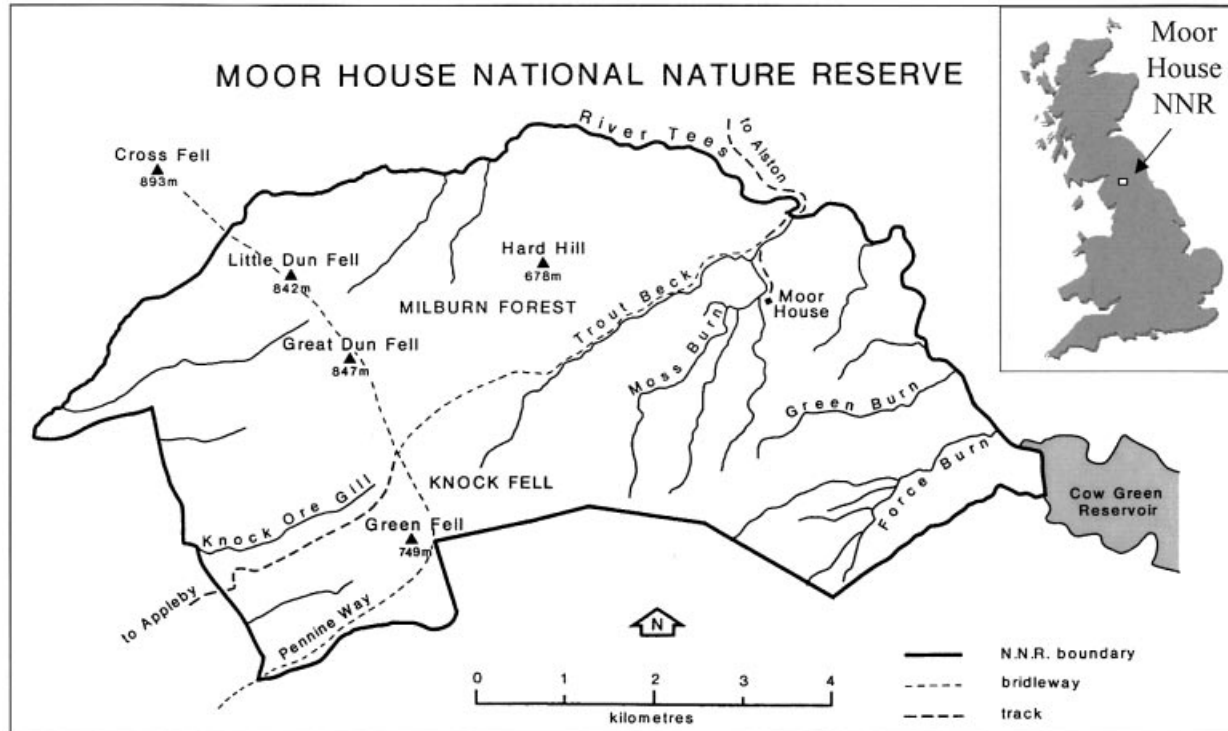 MOOR HOUSE NATIONAL NATURE RESERVE
Moor
House
NNR
River Tees
to Alston
Cross Fell
893m
Little Dun Fell
842m
Hard Hill
678m
MILBURN FOREST
Great Dun Fell
847m
Trout Beck
Moor
House
Moss Burn
Green Burn
KNOCK FELL
Knock Ore Gill
Green Fell
749m
Force Burn
Cow Green
Reservoir
to Appleby
Pennine Way
N
0 1 2 3 4
kilometres
N.N.R. boundary
bridleway
track